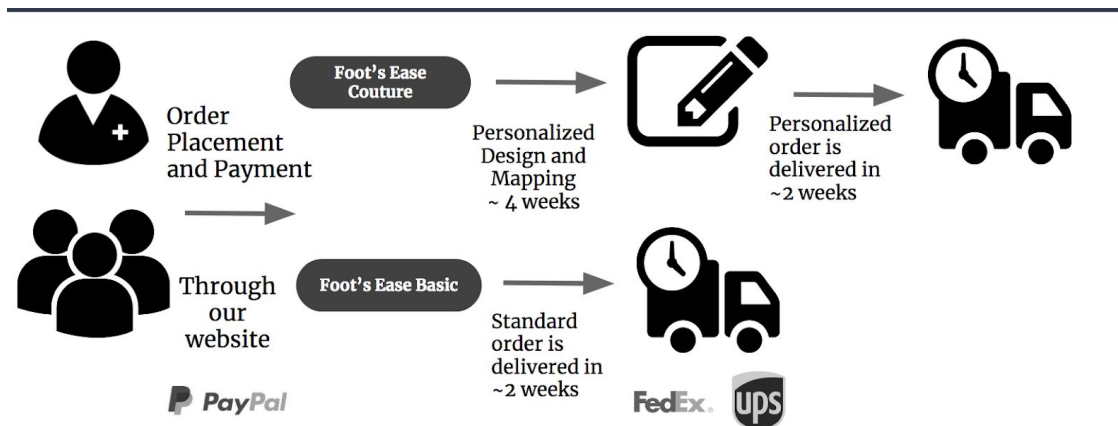 Order
Placement
and Payment
Through
our
website
PayPal
Foot's Ease
Couture
Personalized
Design and
Mapping
~ 4 weeks
Personalized
order is
delivered in
~2 weeks
Foot's Ease Basic
Standard
order is
delivered in
~2 weeks
FedEx.
ups